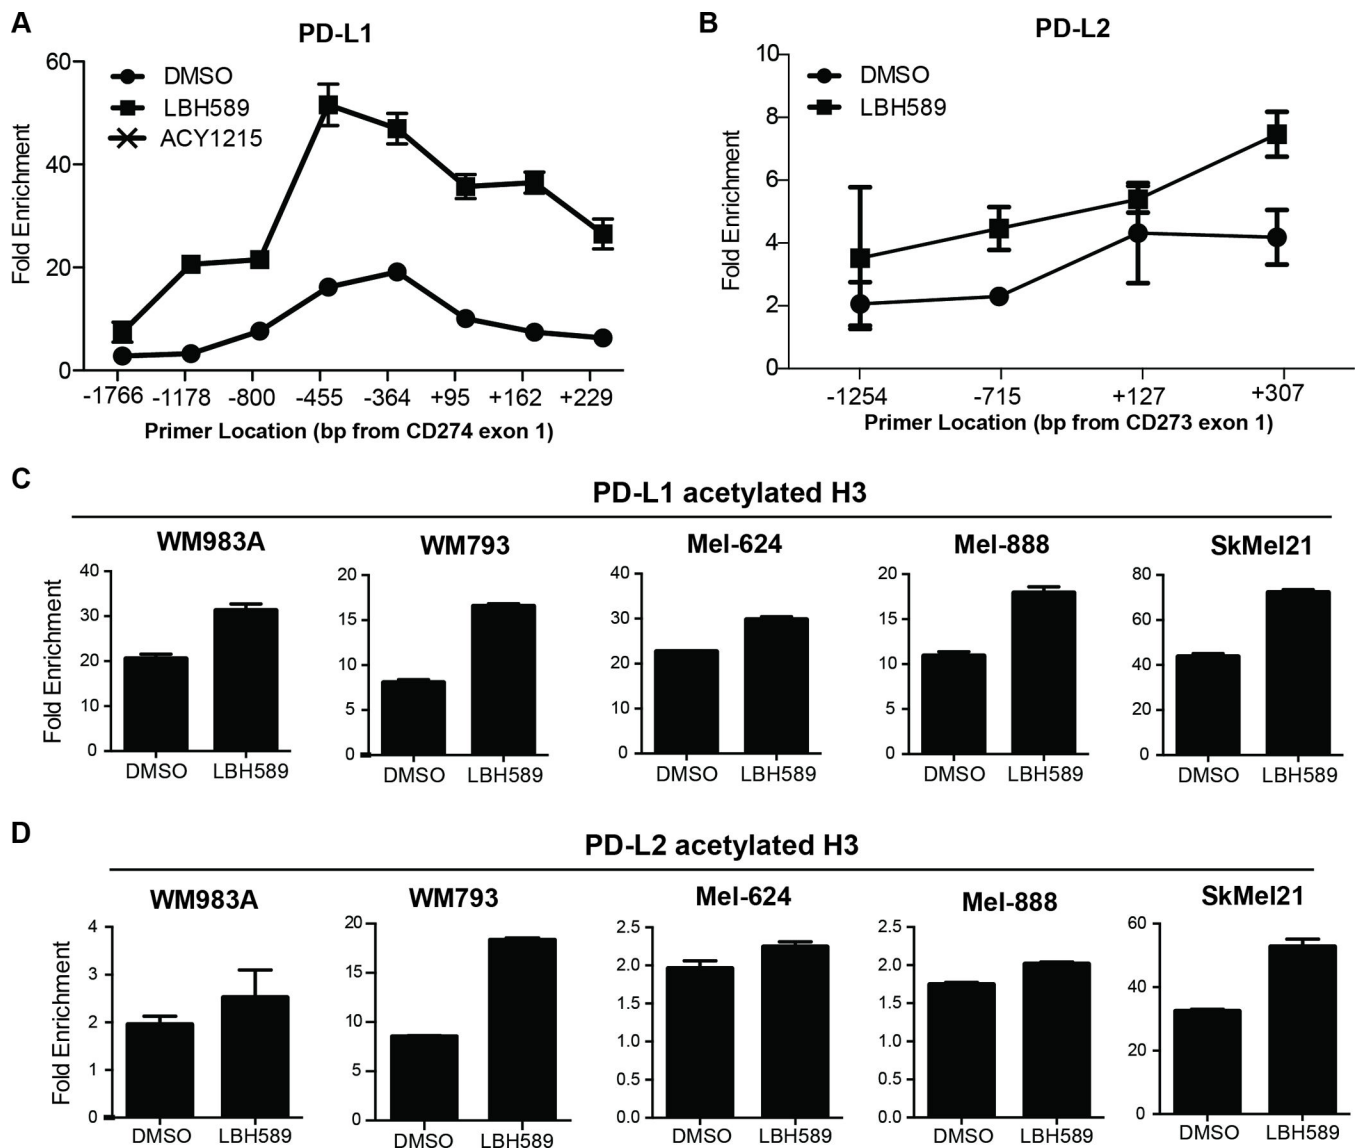 A
PD-L1
DMSO
LBH589
ACY1215
Fold Enrichment
60
40
20
0
-1766 -1178 -800 -455 -364 +95 +162 +229
Primer Location (bp from CD274 exon 1)
B
PD-L2
DMSO
LBH589
Fold Enrichment
10
8
6
4
2
0
-1254 -715 +127 +307
Primer Location (bp from CD273 exon 1)
C
PD-L1 acetylated H3
WM983A
Fold Enrichment
40
30
20
10
0
DMSO LBH589
WM793
20
15
10
5
0
DMSO LBH589
Mel-624
40
30
20
10
0
DMSO LBH589
Mel-888
20
15
10
5
0
DMSO LBH589
SkMel21
80
60
40
20
0
DMSO LBH589
D
PD-L2 acetylated H3
WM983A
Fold Enrichment
4
3
2
1
0
DMSO LBH589
WM793
20
15
10
5
0
DMSO LBH589
Mel-624
2.5
2.0
1.5
1.0
0.5
0.0
DMSO LBH589
Mel-888
2.5
2.0
1.5
1.0
0.5
0.0
DMSO LBH589
SkMel21
60
40
20
0
DMSO LBH589